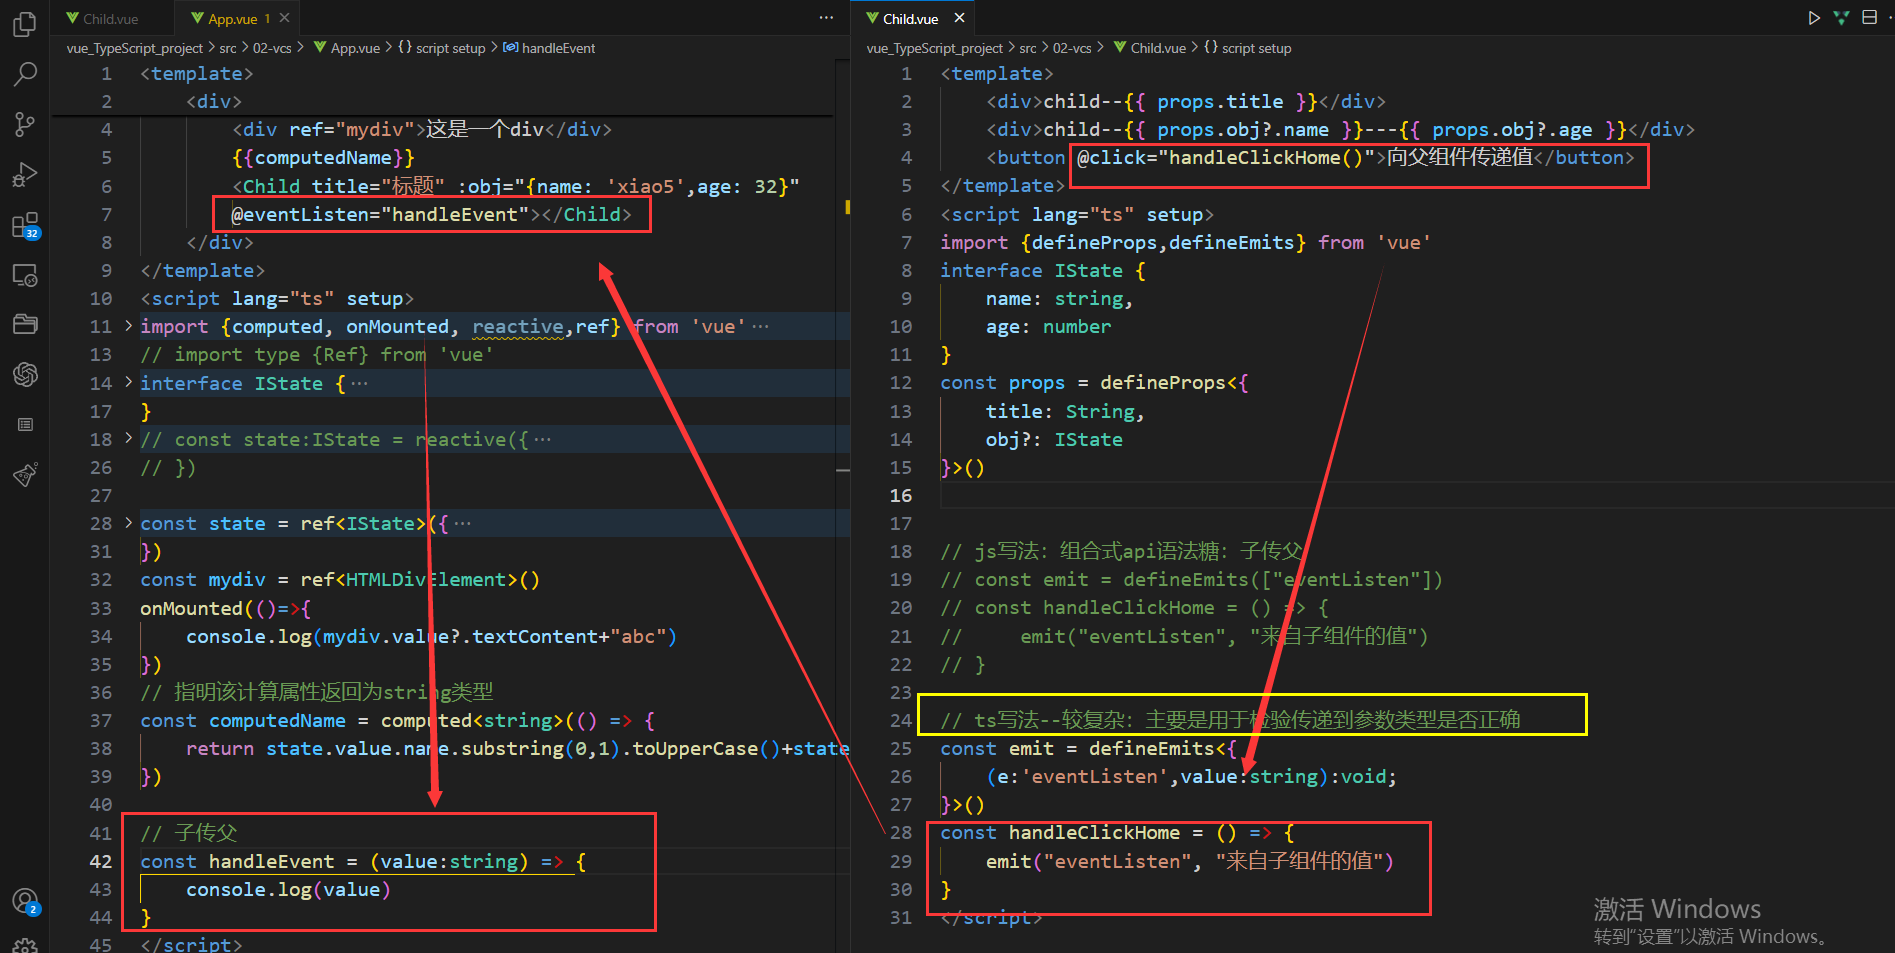 Child.vue
App.vue 1
vue_TypeScript_project > src > 02-vcs > App.vue > {} script setup > handleEvent
1 <template>
2 <div>
4 <div ref="mydiv">这是一个div</div>
5 {{computedName}}
6 <Child title="标题" :obj="{name: 'xiao5',age: 32}"
7 @eventListen="handleEvent"></Child>
8 </div>
9 </template>
10 <script lang="ts" setup>
11 import {computed, onMounted, reactive,ref} from 'vue'
13 // import type {Ref} from 'vue'
14 interface IState {
17 }
18 // const state:IState = reactive({
26 // })
27
28 const state = ref<IState>({
31 })
32 const mydiv = ref<HTMLDivElement>()
33 onMounted(()=>{
34 console.log(mydiv.value?.textContent+"abc")
35 })
36 // 指明该计算属性返回为string类型
37 const computedName = computed<string>(() => {
38 return state.value.name.substring(0,1).toUpperCase()+state
39 })
40
41 // 子传父
42 const handleEvent = (value:string) => {
43 console.log(value)
44 }
45 </script>
Child.vue
vue_TypeScript_project > src > 02-vcs > Child.vue > {} script setup
1 <template>
2 <div>child--{{ props.title }}</div>
3 <div>child--{{ props.obj?.name }}---{{ props.obj?.age }}</div>
4 <button @click="handleClickHome()">向父组件传递值</button>
5 </template>
6 <script lang="ts" setup>
7 import {defineProps,defineEmits} from 'vue'
8 interface IState {
9 name: string,
10 age: number
11 }
12 const props = defineProps<{
13 title: String,
14 obj?: IState
15 }>()
16
17
18 // js写法: 组合式api语法糖: 子传父
19 // const emit = defineEmits(["eventListen"])
20 // const handleClickHome = () => {
21 // emit("eventListen", "来自子组件的值")
22 // }
23
24 // ts写法--较复杂: 主要是用于检验传递到参数类型是否正确
25 const emit = defineEmits<{
26 (e:'eventListen',value:string):void;
27 }>()
28 const handleClickHome = () => {
29 emit("eventListen", "来自子组件的值")
30 }
31 </script>
32
2
激活 Windows
转到"设置"以激活 Windows。